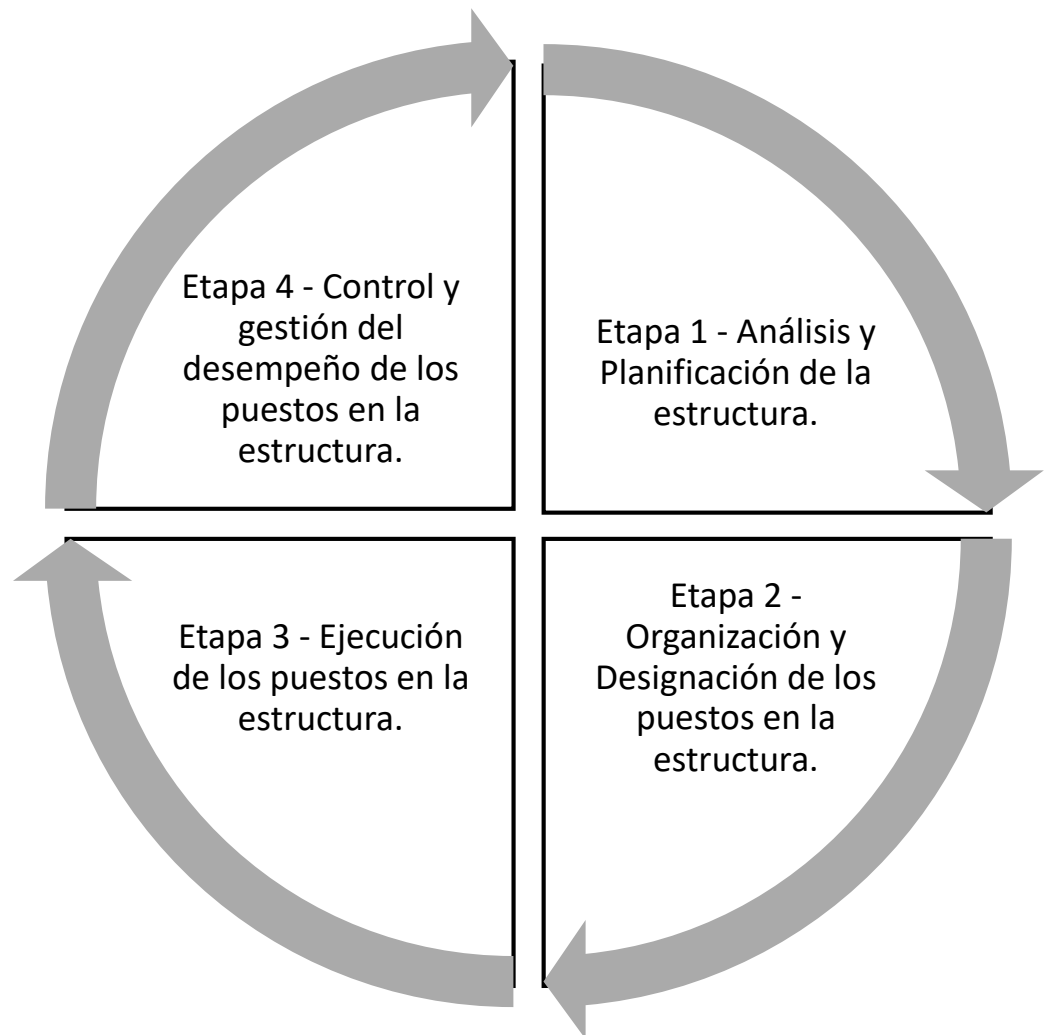 Etapa 4 - Control y
gestión del
desempeño de los
puestos en la
estructura.
Etapa 1 - Análisis y
Planificación de la
estructura.
Etapa 3 - Ejecución
de los puestos en la
estructura.
Etapa 2 -
Organización y
Designación de los
puestos en la
estructura.